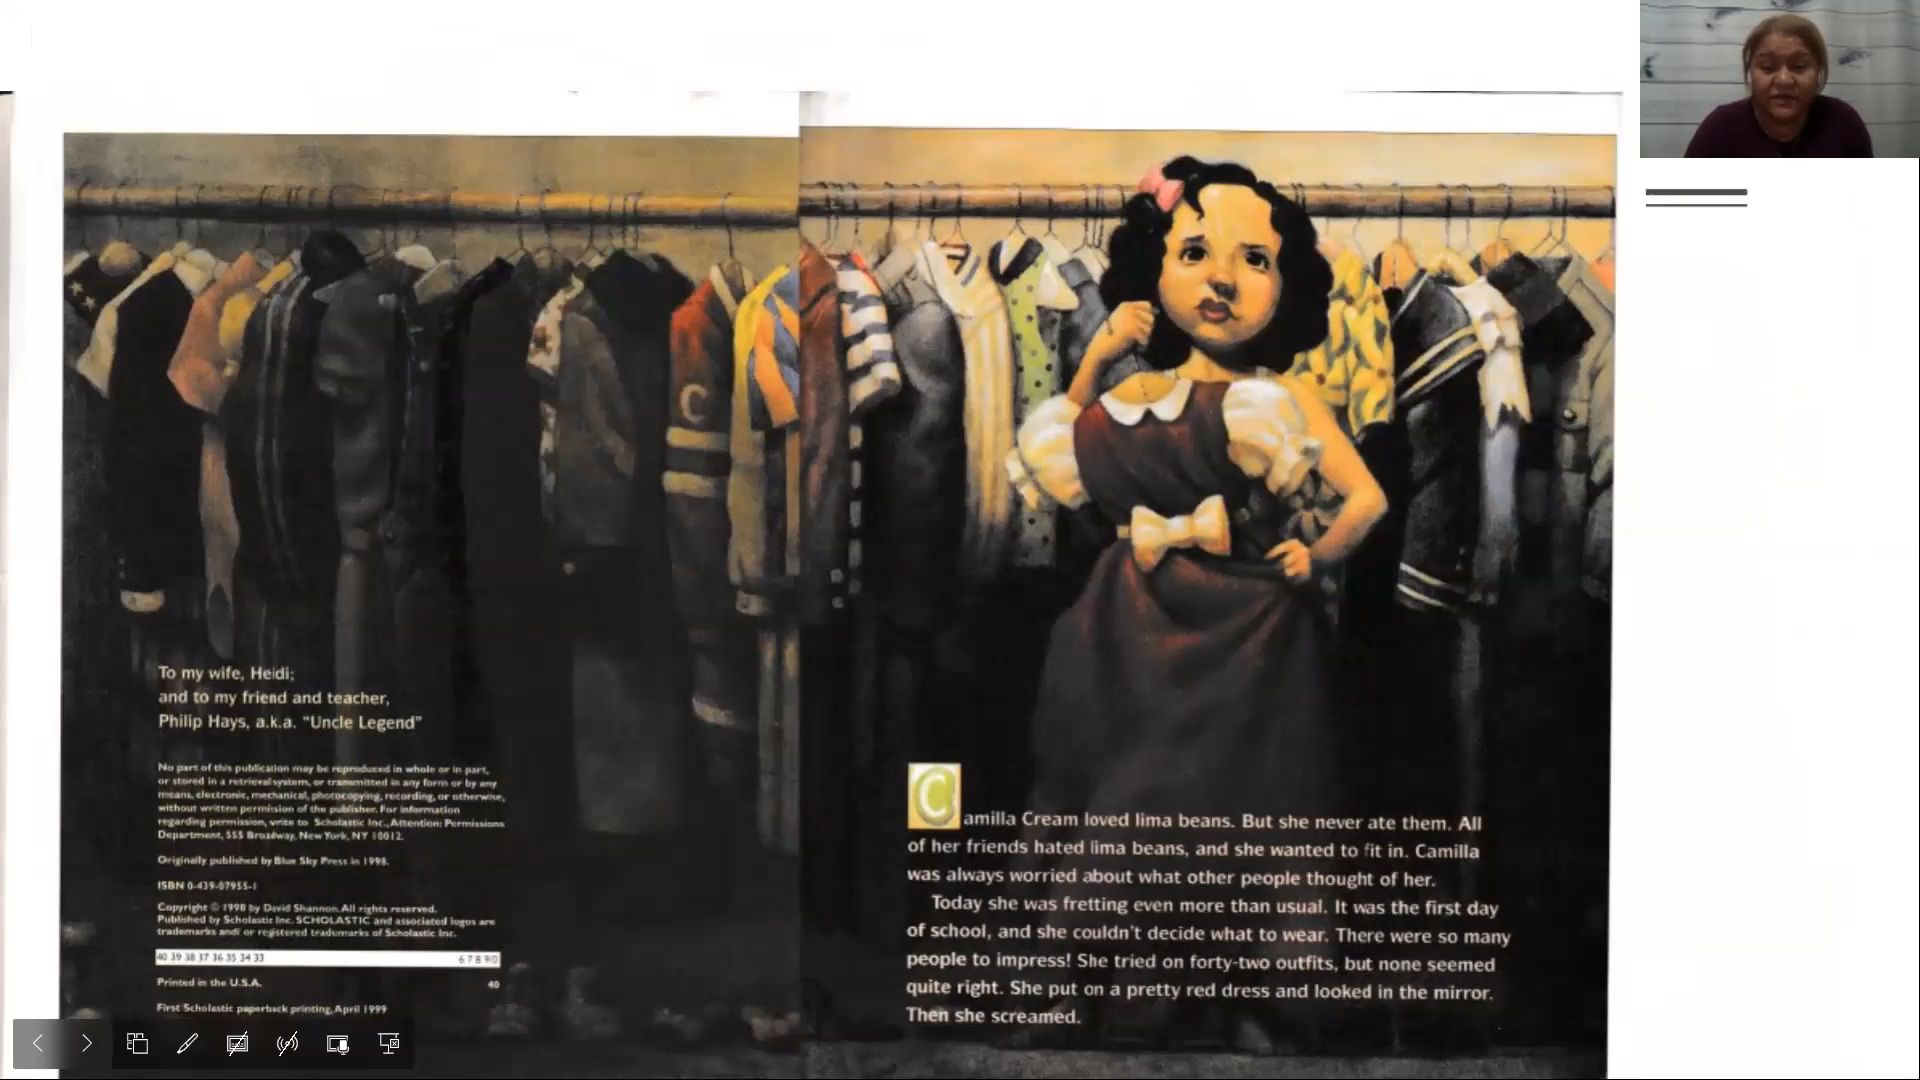 C
To my wife, Heidi;
and to my friend and teacher,
Philip Hays, a.k.a. “Uncle Legend”
No part of this publication may be reproduced in whole or in part,
or stored in a retrieval system, or transmitted in any form or by any
means, electronic, mechanical, photocopying, recording, or otherwise,
without written permission of the publisher. For information
regarding permission, write to Scholastic Inc., Attention: Permissions
Department, 555 Broadway, New York, NY 10012.
Originally published by Blue Sky Press in 1998.
ISBN 0-439-07955-1
Copyright © 1998 by David Shannon. All rights reserved.
Published by Scholastic Inc. SCHOLASTIC and associated logos are
trademarks and/or registered trademarks of Scholastic Inc.
40 39 38 37 36 35 34 33 6 7 8 9/0
Printed in the U.S.A. 40
First Scholastic paperback printing, April 1999
Camilla Cream loved lima beans. But she never ate them. All
of her friends hated lima beans, and she wanted to fit in. Camilla
was always worried about what other people thought of her.
Today she was fretting even more than usual. It was the first day
of school, and she couldn't decide what to wear. There were so many
people to impress! She tried on forty-two outfits, but none seemed
quite right. She put on a pretty red dress and looked in the mirror.
Then she screamed.